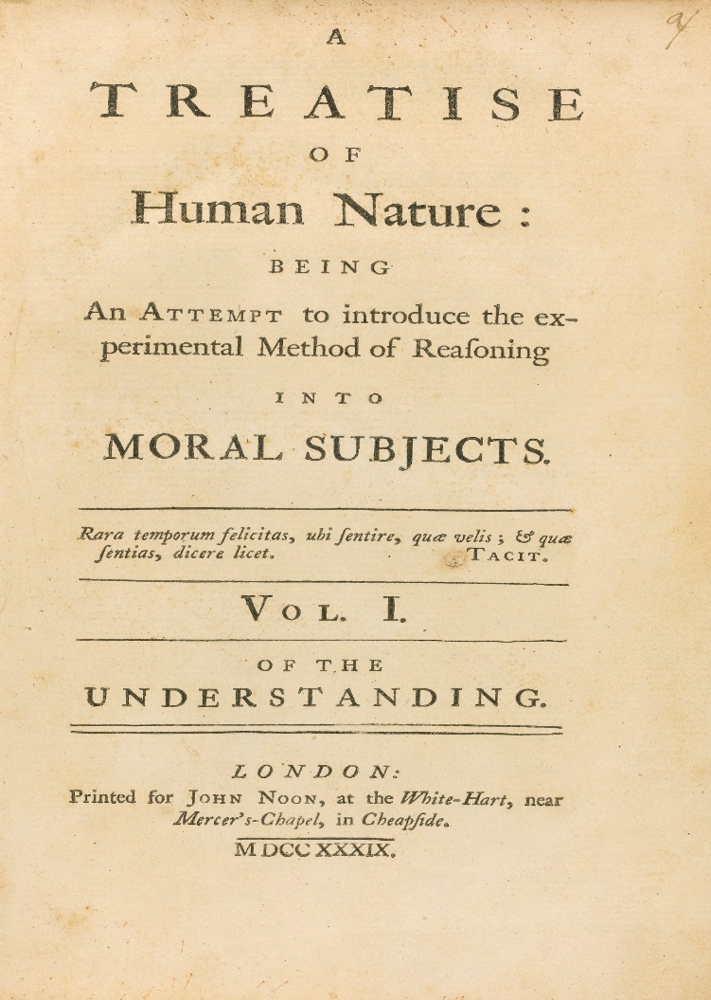 A
TREATISE
OF
Human Nature :
BEING
An ATTEMPT to introduce the ex-
perimental Method of Reaſoning
INTO
MORAL SUBJECTS.
Rara temporum felicitas, ubi ſentire, quæ velis ; & quæ
ſentias, dicere licet. TACIT.
VOL. I.
OF THE
UNDERSTANDING.
LONDON:
Printed for JOHN NOON, at the White-Hart, near
Mercer's-Chapel, in Cheapſide.
MDCCXXXIX.